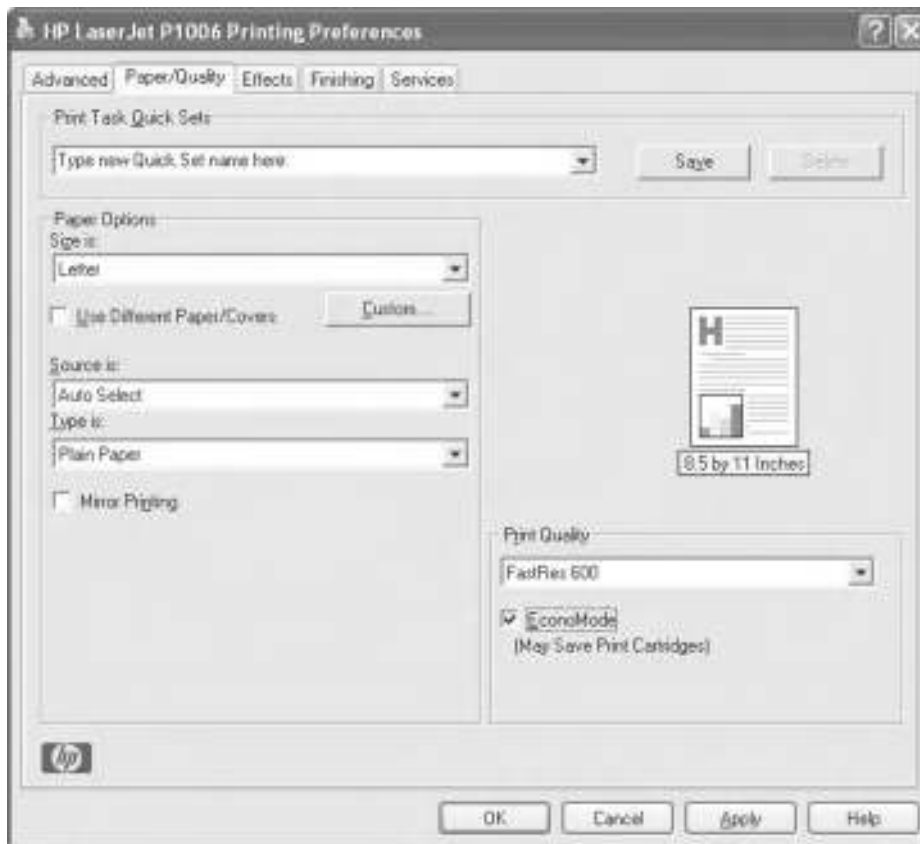 HP LaserJet P1006 Printing Preferences
Advanced Paper/Quality Effects Finishing Services
Print Task Quick Sets
Type new Quick Set name here
Save Delete
Paper Options
Size is:
Letter
Use Different Paper/Covers
Custom...
Source is:
Auto Select
Type is:
Plain Paper
Mirror Printing
H
8.5 by 11 Inches
Print Quality
FastRes 600
EconoMode
(May Save Print Cartridges)
hp
OK Cancel Apply Help